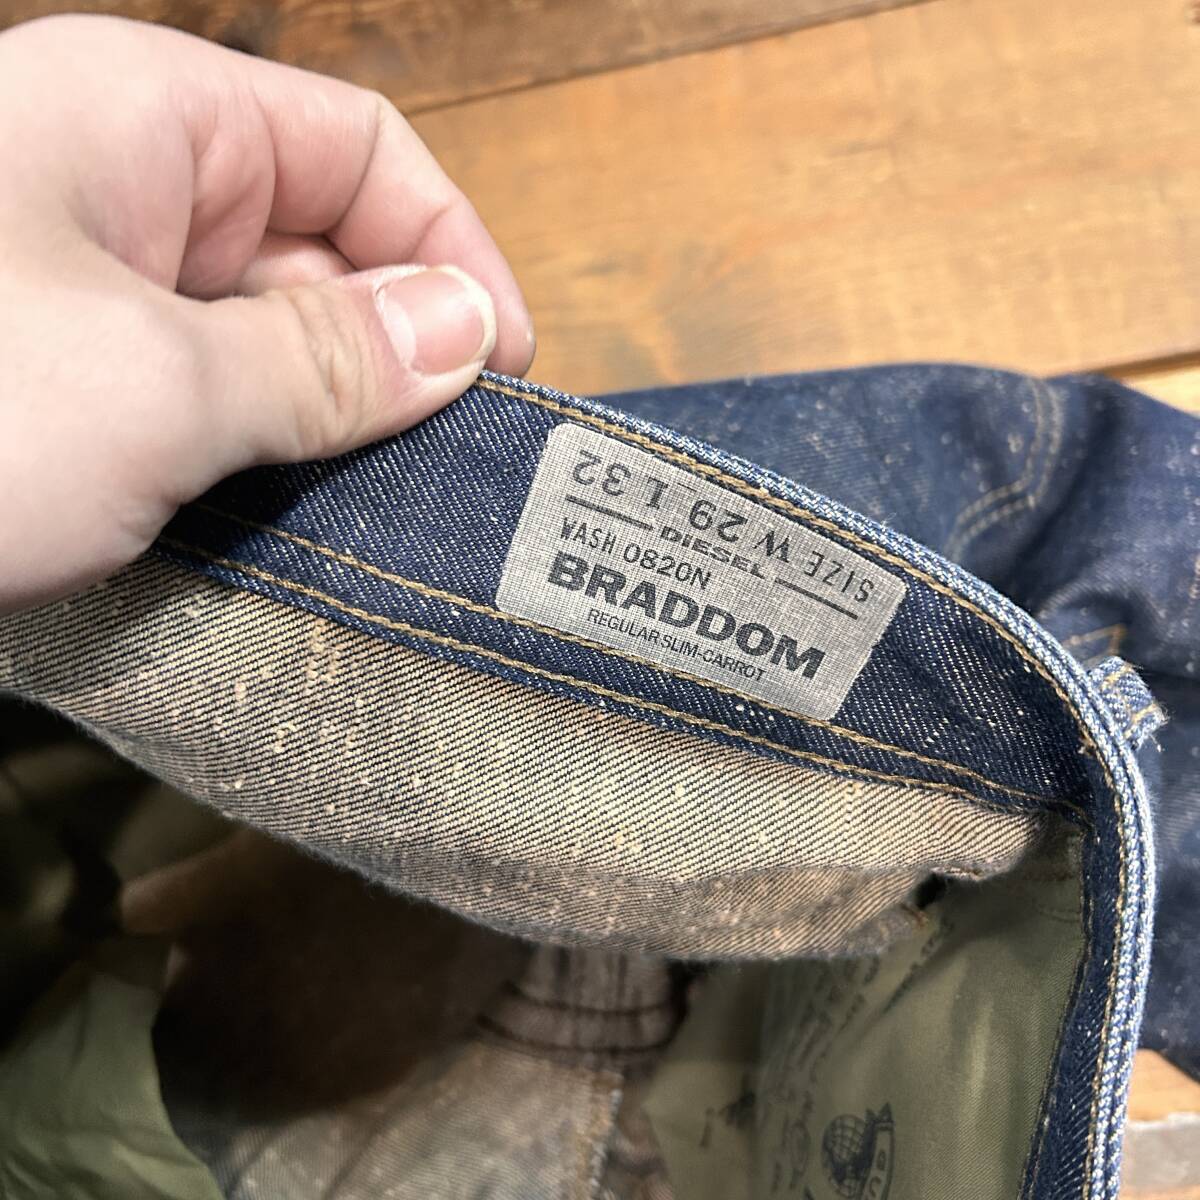 SIZE W 29 L 32
DIESEL
WASH 0820N
BRADDOM
REGULAR SLIM-CARROT